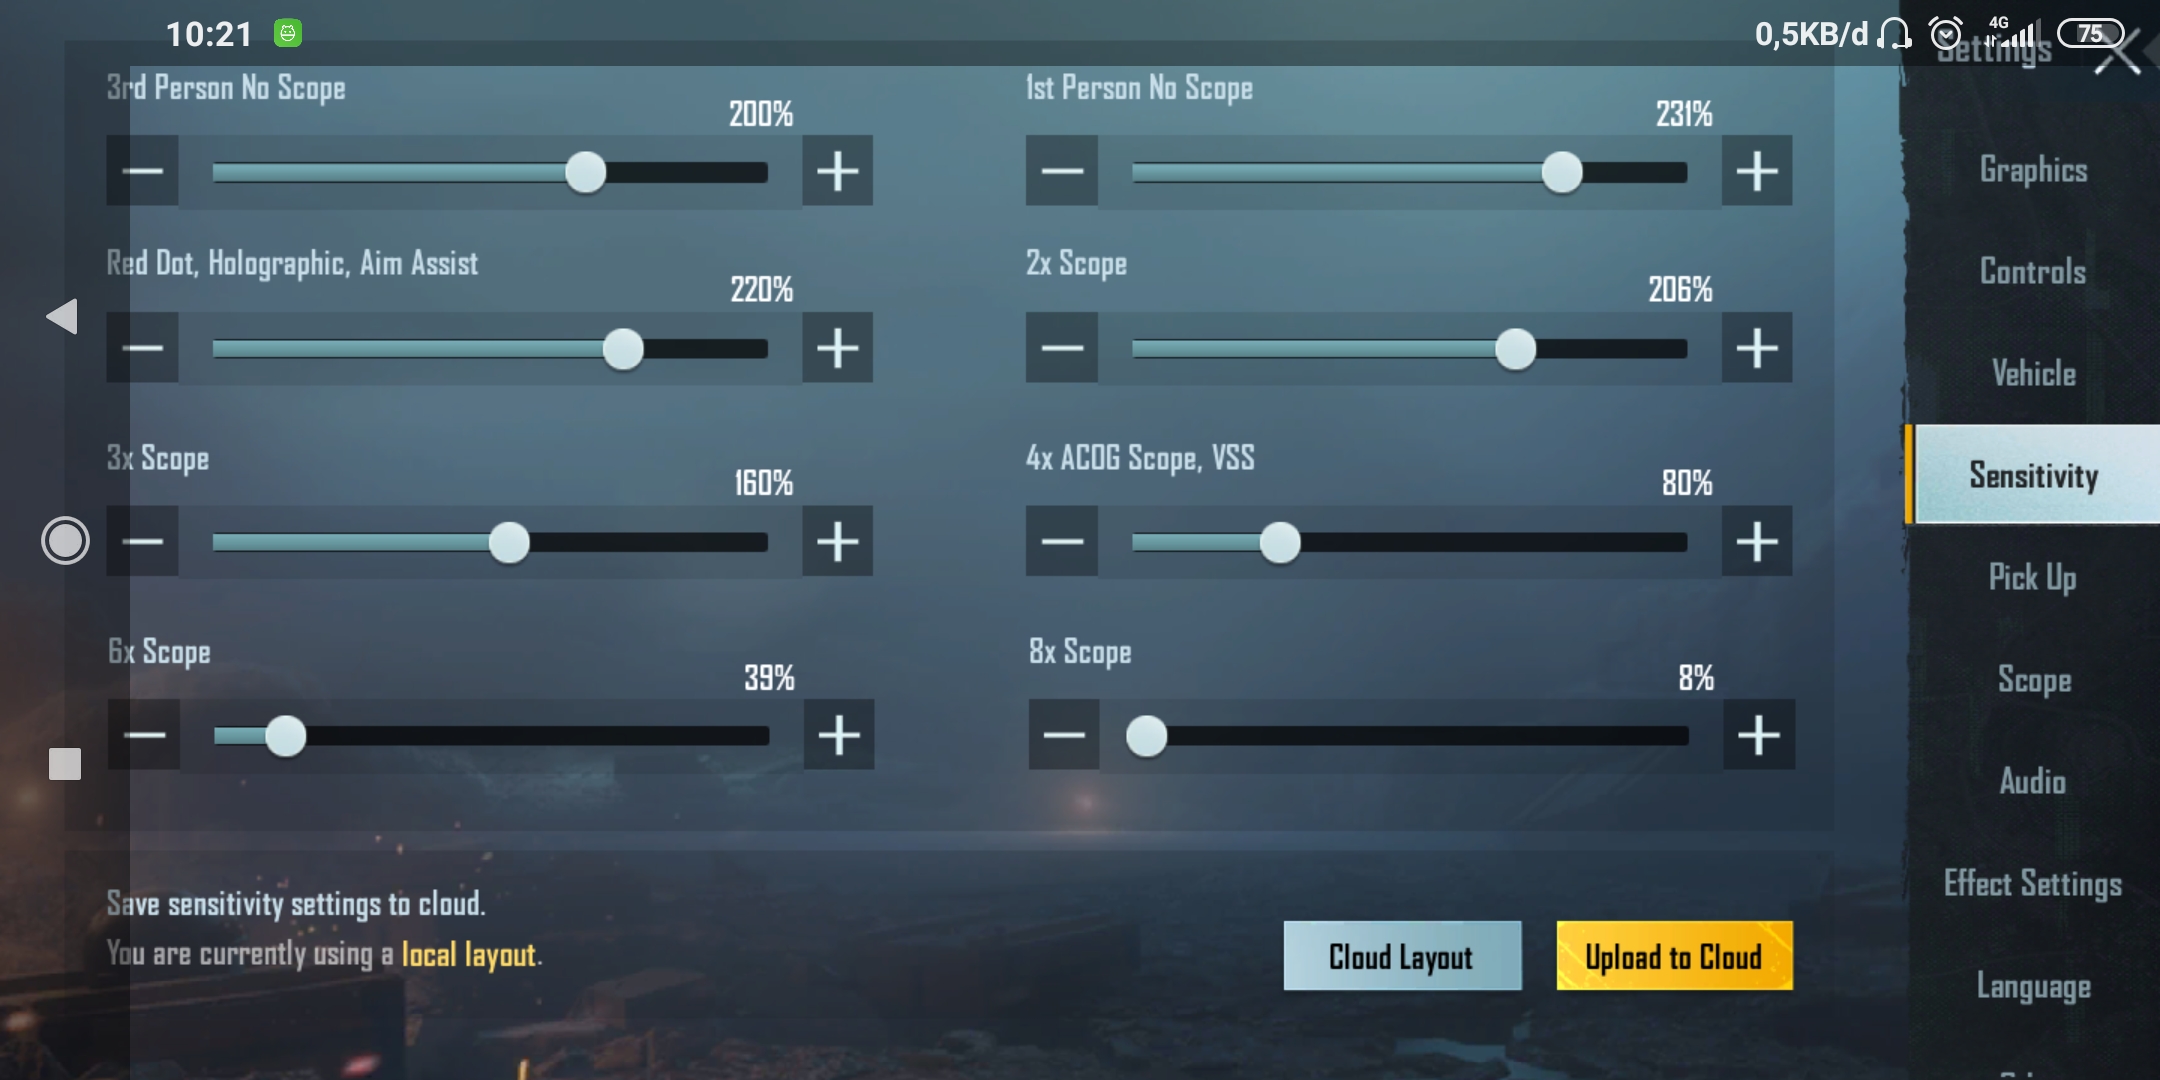 10:21
0,5KB/d
4G
75
Settings
3rd Person No Scope
200%
1st Person No Scope
231%
Red Dot, Holographic, Aim Assist
220%
2x Scope
206%
3x Scope
160%
4x ACOG Scope, VSS
80%
6x Scope
39%
8x Scope
8%
Save sensitivity settings to cloud.
You are currently using a local layout.
Cloud Layout
Upload to Cloud
Graphics
Controls
Vehicle
Sensitivity
Pick Up
Scope
Audio
Effect Settings
Language